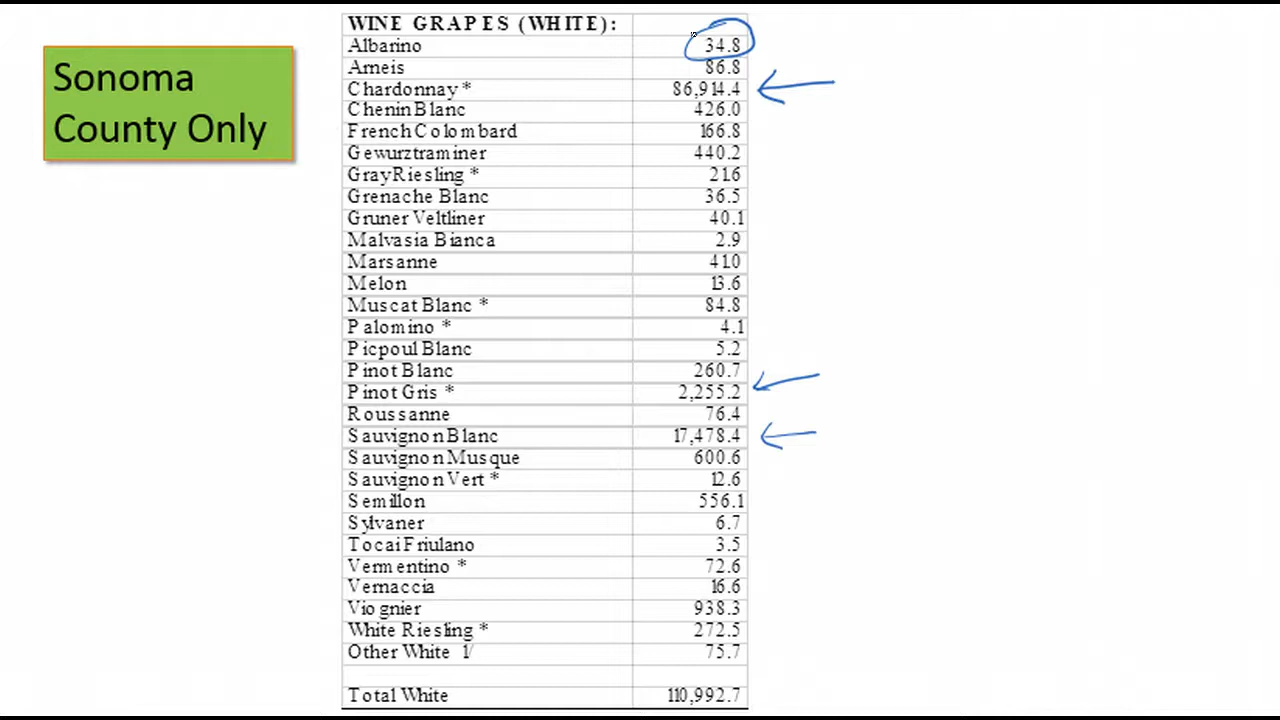 Sonoma
County Only
WINE GRAPES (WHITE):
Albarino 34.8
Arneis 86.8
Chardonnay * 86,914.4
Chenin Blanc 426.0
French Colombard 166.8
Gewurztraminer 440.2
Gray Riesling * 21.6
Grenache Blanc 36.5
Gruner Veltliner 40.1
Malvasia Bianca 2.9
Marsanne 41.0
Melon 13.6
Muscat Blanc * 84.8
Palomino * 4.1
Picpoul Blanc 5.2
Pinot Blanc 260.7
Pinot Gris * 2,255.2
Roussanne 76.4
Sauvignon Blanc 17,478.4
Sauvignon Musque 600.6
Sauvignon Vert * 12.6
Semillon 556.1
Sylvaner 6.7
Tocai Friulano 3.5
Vermentino * 72.6
Vernaccia 16.6
Viognier 938.3
White Riesling * 272.5
Other White 1/ 75.7
Total White 110,992.7